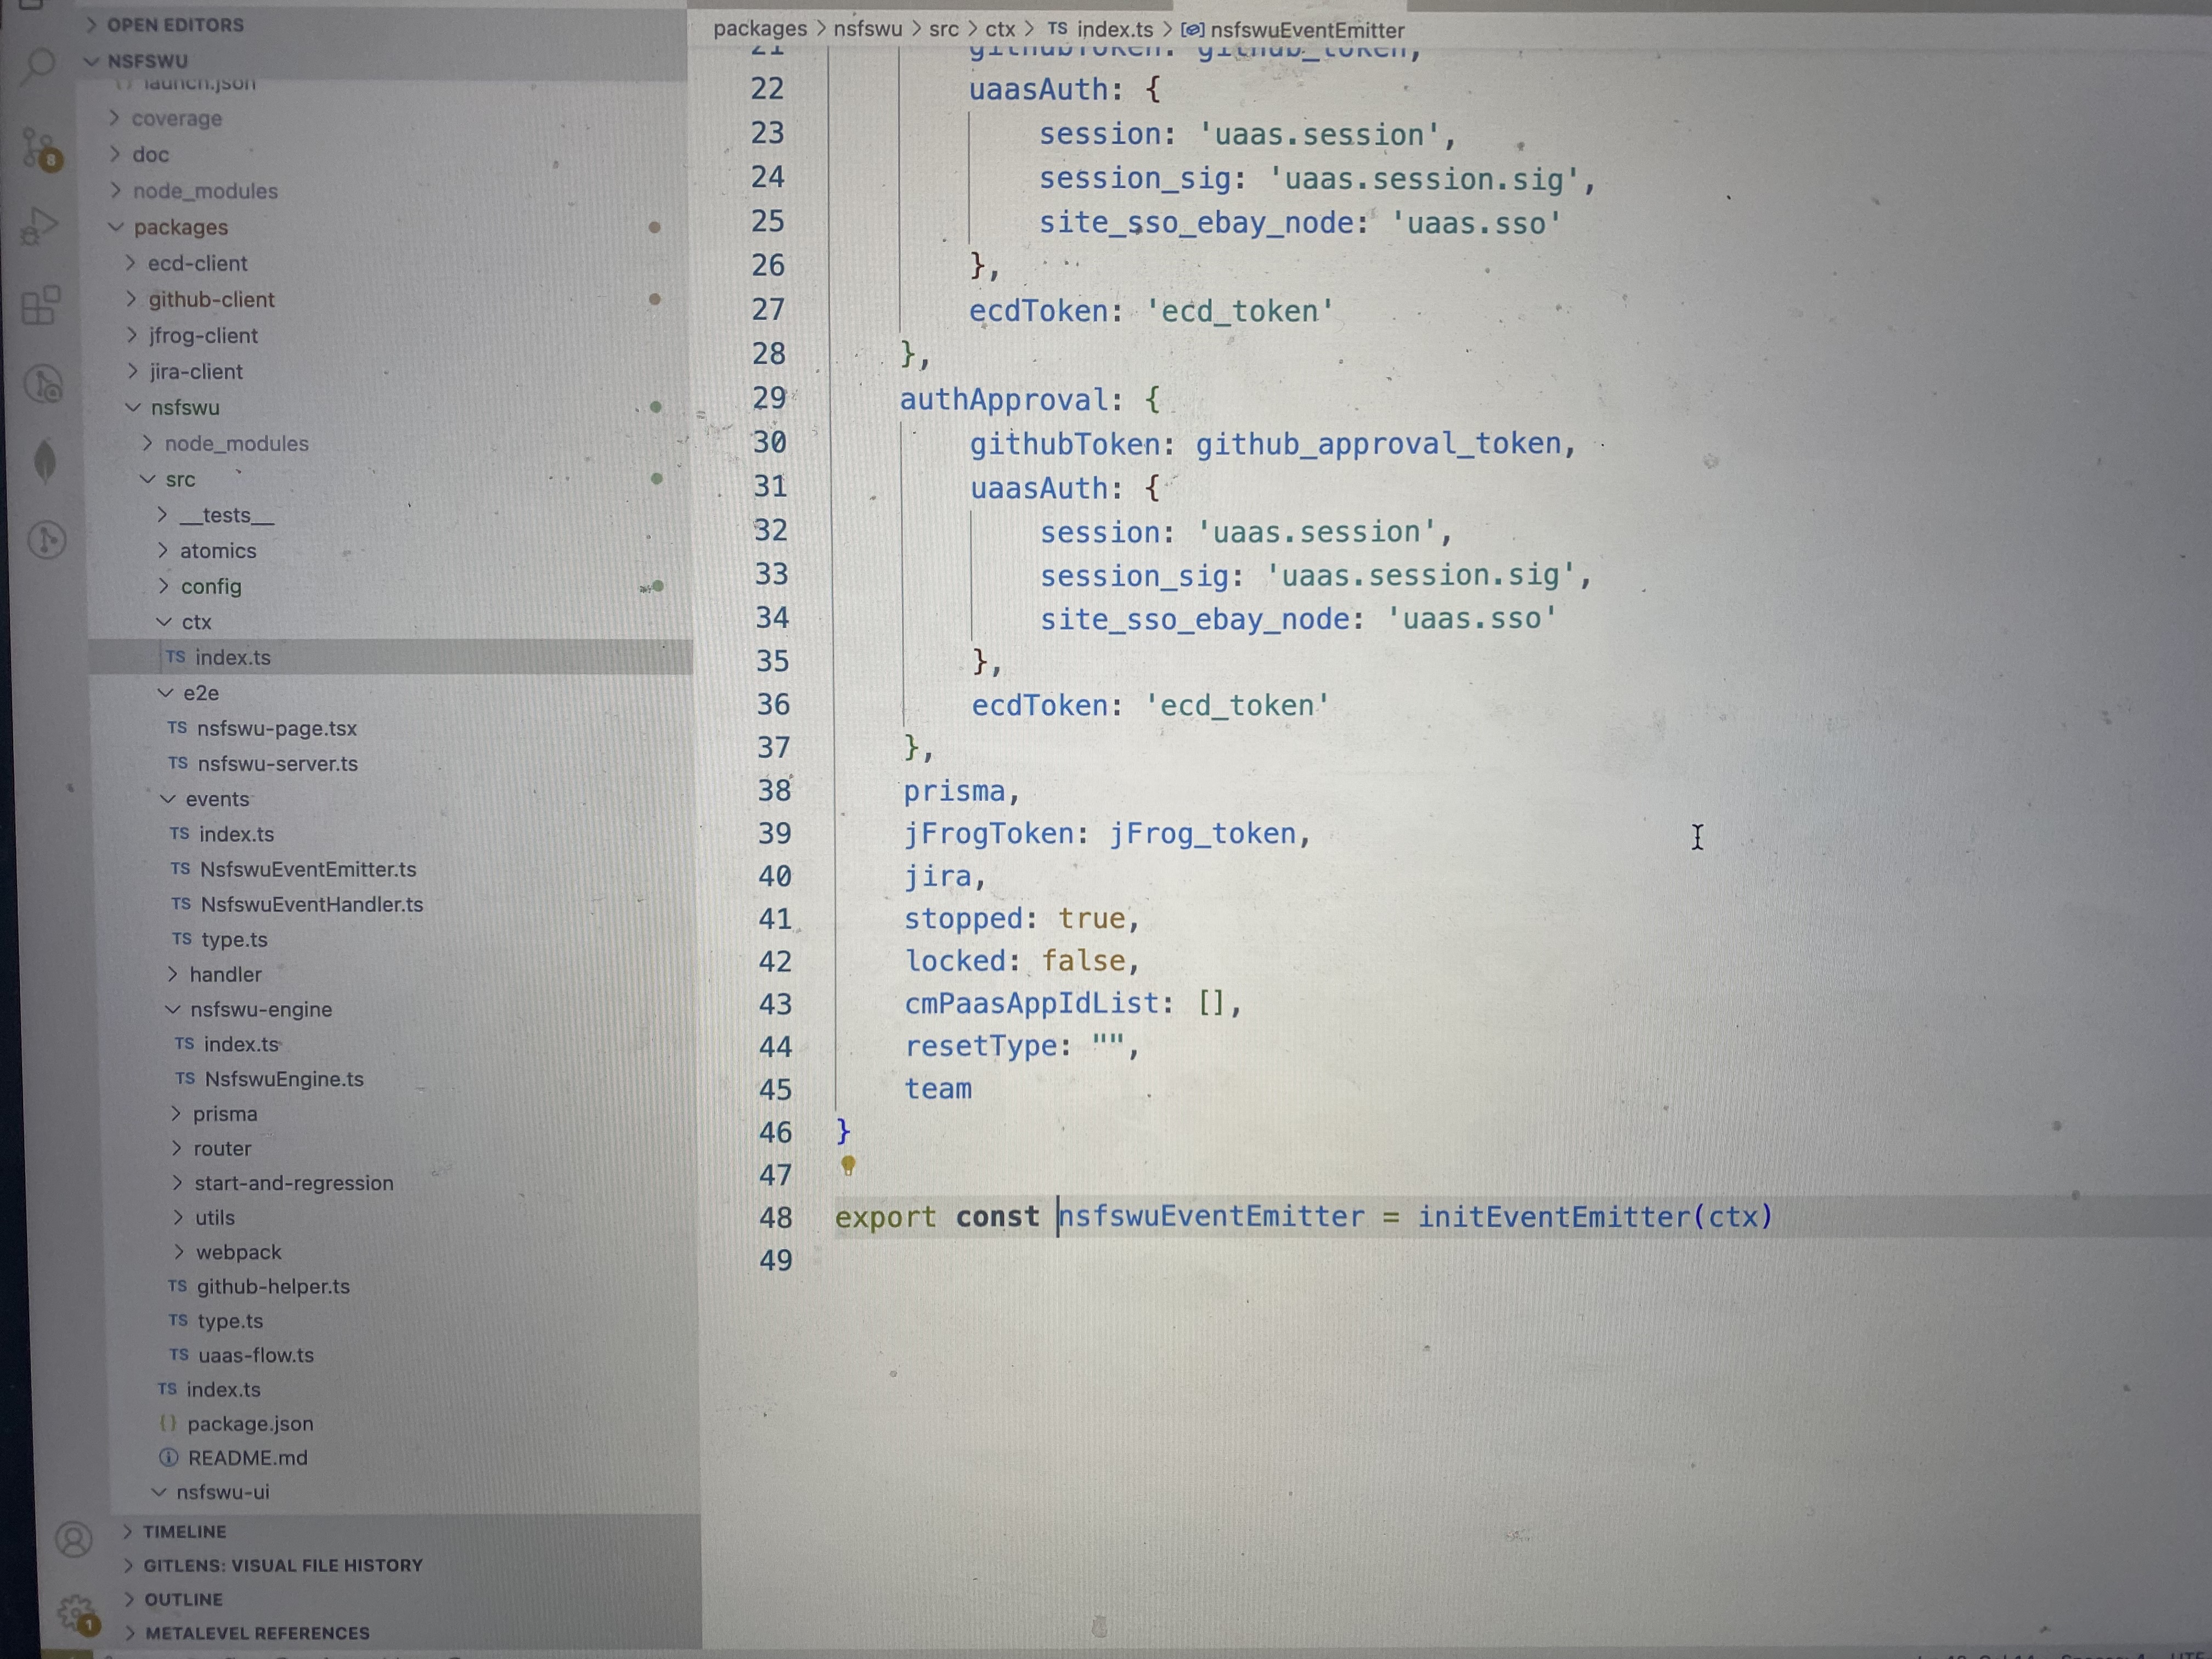 OPEN EDITORS
NSFSWU
launch.json
coverage
doc
node_modules
packages
ecd-client
github-client
jfrog-client
jira-client
nsfswu
node_modules
src
__tests__
atomics
config
ctx
TS index.ts
e2e
TS nsfswu-page.tsx
TS nsfswu-server.ts
events
TS index.ts
TS NsfswuEventEmitter.ts
TS NsfswuEventHandler.ts
TS type.ts
handler
nsfswu-engine
TS index.ts
TS NsfswuEngine.ts
prisma
router
start-and-regression
utils
webpack
TS github-helper.ts
TS type.ts
TS uaas-flow.ts
TS index.ts
{} package.json
README.md
nsfswu-ui
TIMELINE
GITLENS: VISUAL FILE HISTORY
OUTLINE
METALEVEL REFERENCES
8
1
packages > nsfswu > src > ctx > TS index.ts > nsfswuEventEmitter
21 githubToken: github_token,
22 uaasAuth: {
23 session: 'uaas.session',
24 session_sig: 'uaas.session.sig',
25 site_sso_ebay_node: 'uaas.sso'
26 },
27 ecdToken: 'ecd_token'
28 },
29 authApproval: {
30 githubToken: github_approval_token,
31 uaasAuth: {
32 session: 'uaas.session',
33 session_sig: 'uaas.session.sig',
34 site_sso_ebay_node: 'uaas.sso'
35 },
36 ecdToken: 'ecd_token'
37 },
38 prisma,
39 jFrogToken: jFrog_token,
40 jira,
41 stopped: true,
42 locked: false,
43 cmPaasAppIdList: [],
44 resetType: "",
45 team
46 }
47
48 export const nsfswuEventEmitter = initEventEmitter(ctx)
49